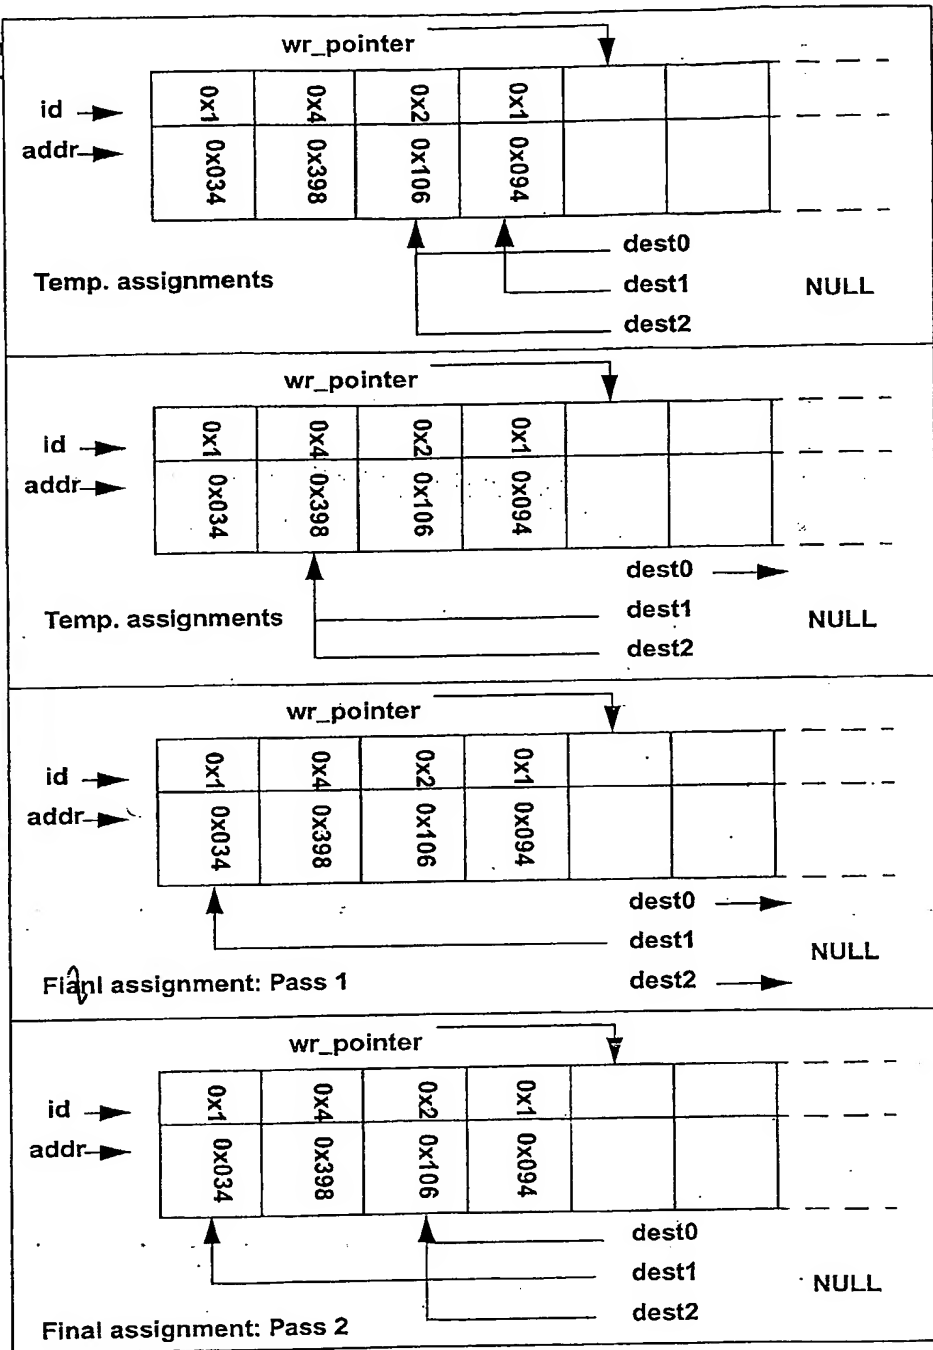 wr_pointer
id 0x1 0x4 0x2 0x1
addr 0x034 0x398 0x106 0x094
dest0
Temp. assignments dest1 NULL
dest2
wr_pointer
id 0x1 0x4 0x2 0x1
addr 0x034 0x398 0x106 0x094
dest0
Temp. assignments dest1 NULL
dest2
wr_pointer
id 0x1 0x4 0x2 0x1
addr 0x034 0x398 0x106 0x094
dest0
dest1 NULL
Fianl assignment: Pass 1 dest2
wr_pointer
id 0x1 0x4 0x2 0x1
addr 0x034 0x398 0x106 0x094
dest0
dest1 NULL
Final assignment: Pass 2 dest2